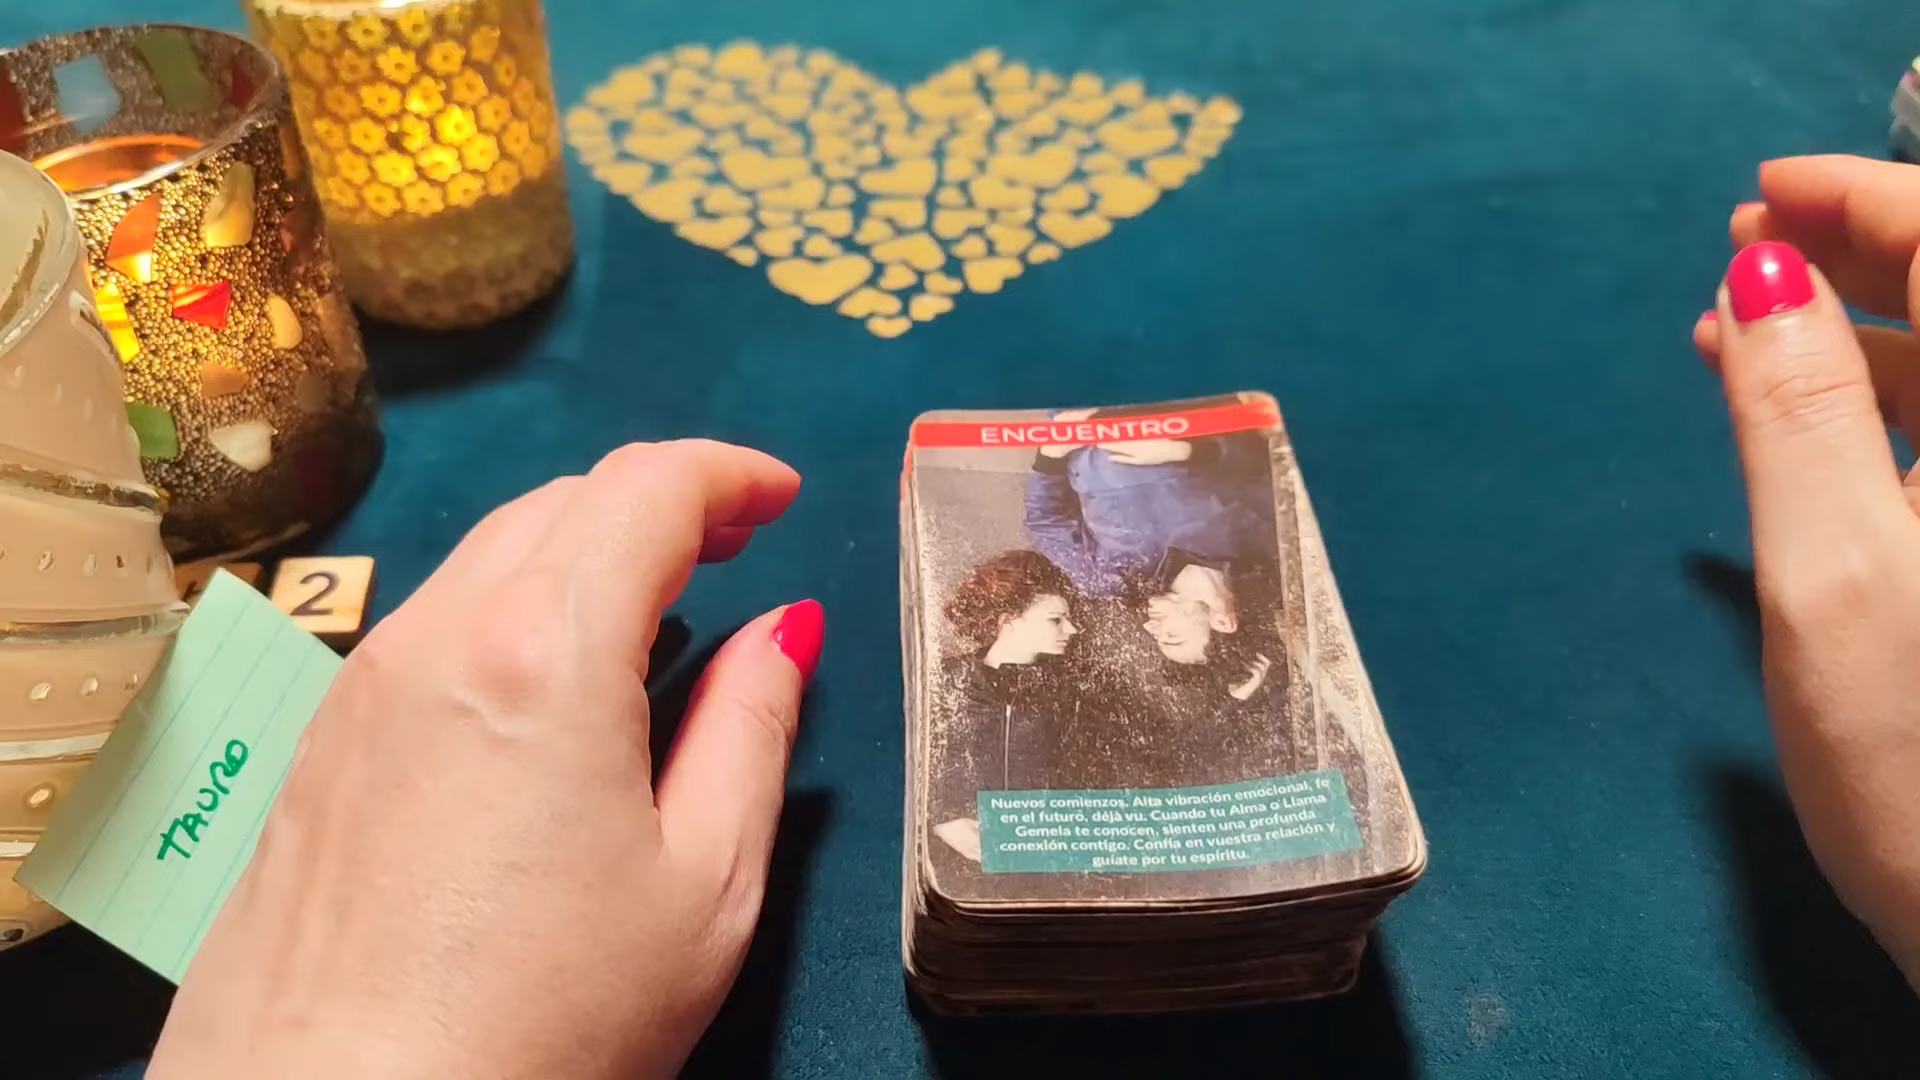 ENCUENTRO
Nuevos comienzos. Alta vibración emocional, fe
en el futuro, déjà vu. Cuando tu Alma o Llama
Gemela te conocen, sienten una profunda
conexión contigo. Confía en vuestra relación y
guíate por tu espíritu.
2
TAURO